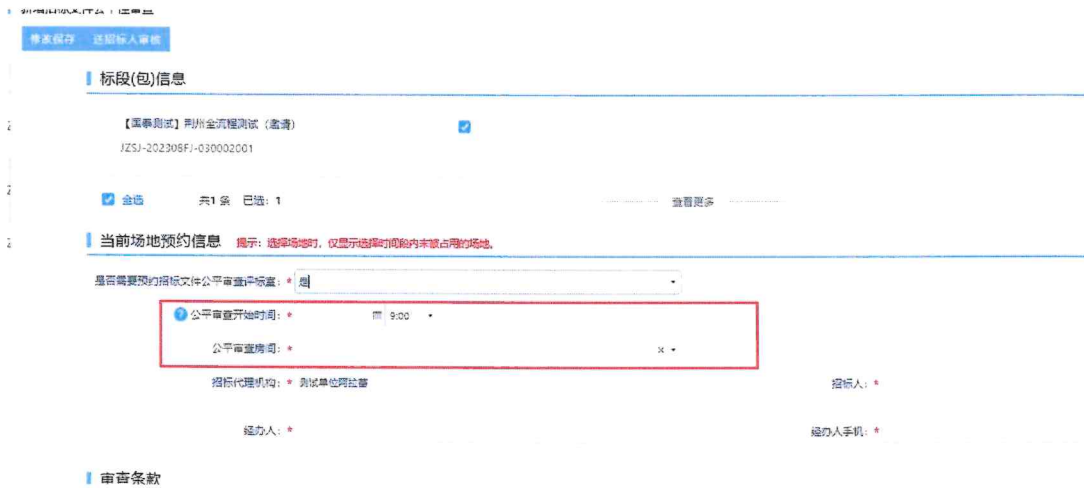 修改保存 送招标人审核
标段(包)信息
【国泰测试】荆州全流程测试（邀请）
JZSJ-202308FJ-030002001
全选 共1 条 已选: 1 查看更多
当前场地预约信息 提示：选择场地时，仅显示选择时间段内未被占用的场地。
是否需要预约招标文件公平审查评标室： * 是
? 公平审查开始时间： * 9:00
公平审查房间： * ×
招标代理机构： * 测试单位阿拉蕾 招标人： *
经办人： * 经办人手机： *
审查条款